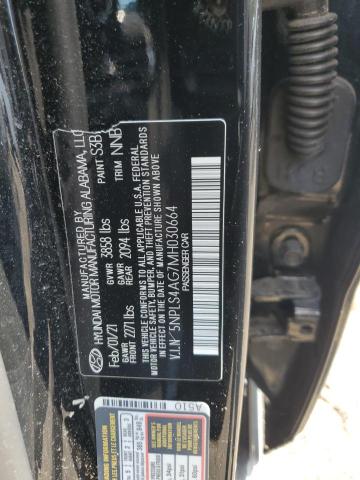 MANUFACTURED BY
HYUNDAI MOTOR MANUFACTURING ALABAMA, LLC
Feb/01/21 GVWR 3858 lbs PAINT S3B
GAWR FRONT 2271 lbs GAWR REAR 2094 lbs TRIM NNB
THIS VEHICLE CONFORMS TO ALL APPLICABLE U.S.A. FEDERAL
MOTOR VEHICLE SAFETY, BUMPER, AND THEFT PREVENTION STANDARDS
IN EFFECT ON THE DATE OF MANUFACTURE SHOWN ABOVE
V.I.N: 5NPLS4AG7MH030664
PASSENGER CAR
A510